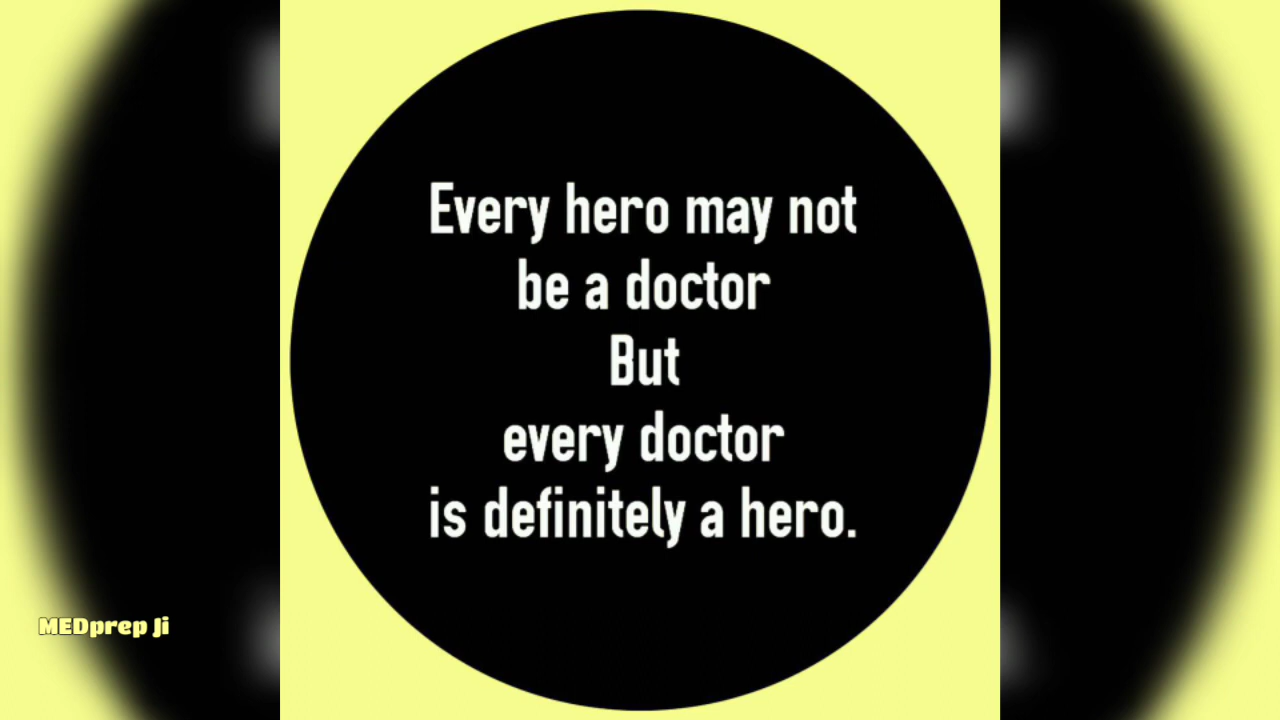 Every hero may not
be a doctor
But
every doctor
is definitely a hero.
MEDprep Ji